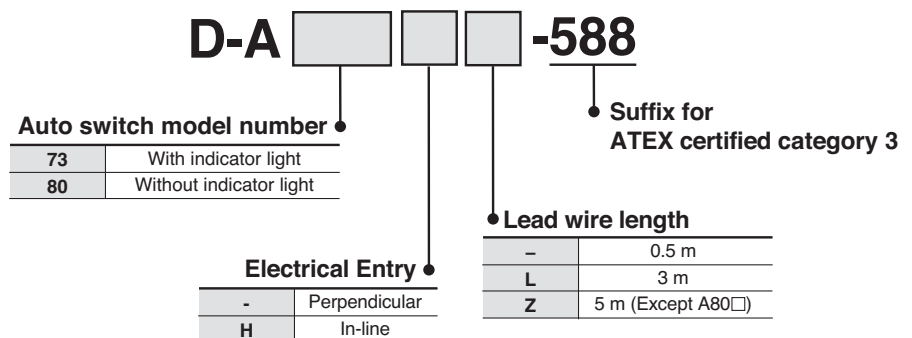 D-A -588
Suffix for
ATEX certified category 3
Auto switch model number
73 With indicator light
80 Without indicator light
Lead wire length
– 0.5 m
L 3 m
Z 5 m (Except A80□)
Electrical Entry
- Perpendicular
H In-line